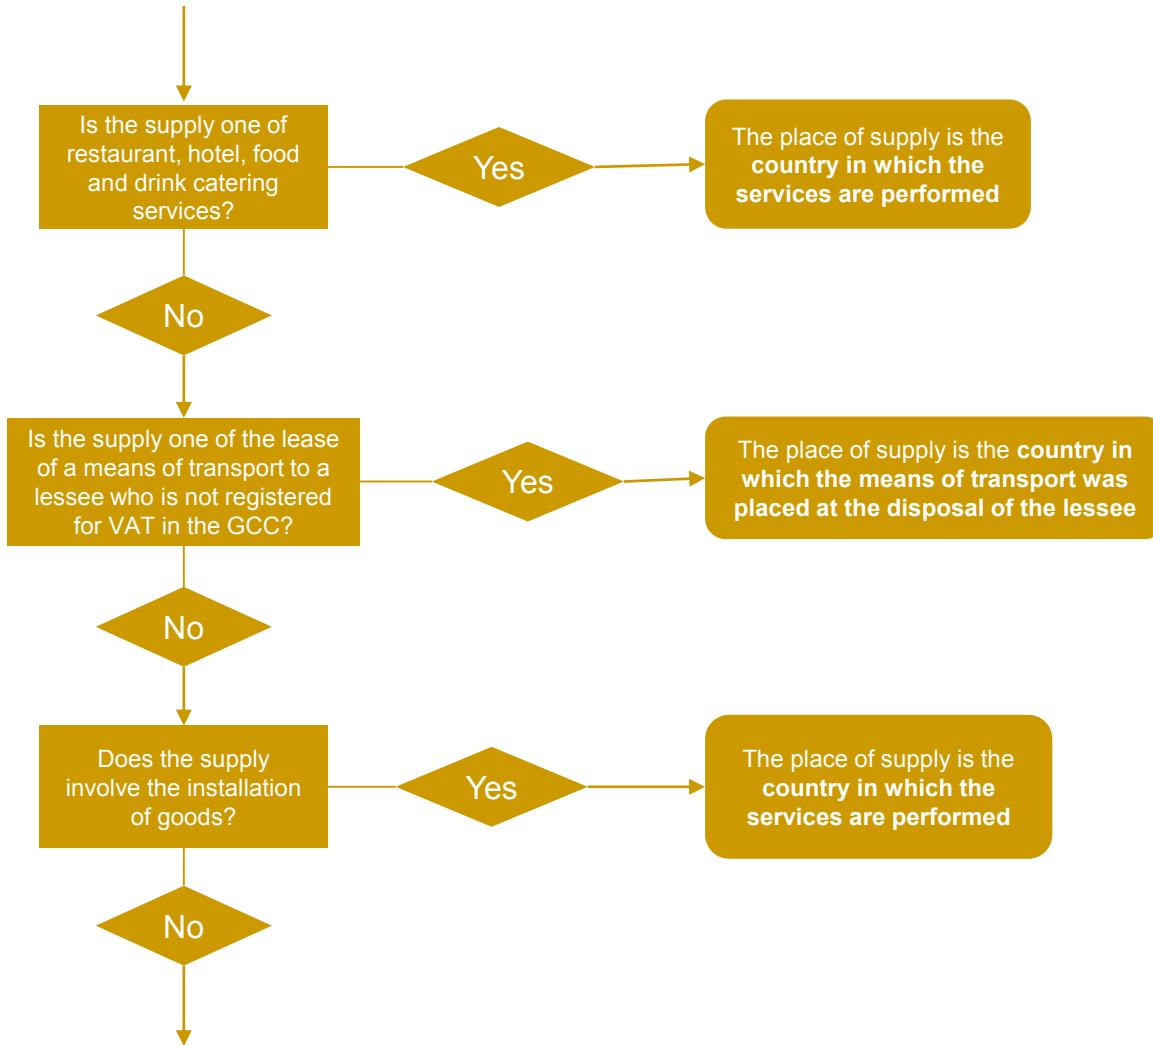 Is the supply one of
restaurant, hotel, food
and drink catering
services?
Yes
The place of supply is the
country in which the
services are performed
No
Is the supply one of the lease
of a means of transport to a
lessee who is not registered
for VAT in the GCC?
Yes
The place of supply is the country in
which the means of transport was
placed at the disposal of the lessee
No
Does the supply
involve the installation
of goods?
Yes
The place of supply is the
country in which the
services are performed
No